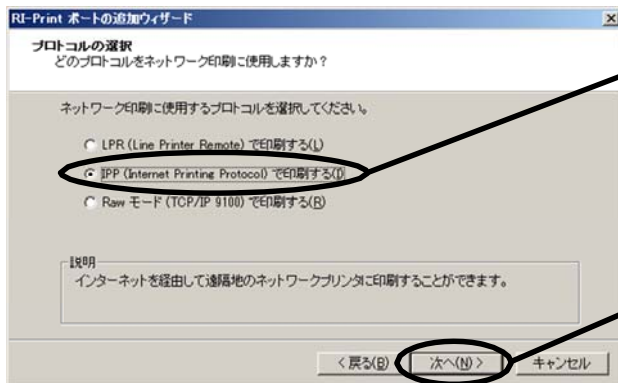 RI-Print ポートの追加ウィザード
プロトコルの選択
どのプロトコルをネットワーク印刷に使用しますか？
ネットワーク印刷に使用するプロトコルを選択してください。
LPR (Line Printer Remote) で印刷する(L)
IPP (Internet Printing Protocol) で印刷する(I)
Raw モード (TCP/IP 9100) で印刷する(R)
説明
インターネットを経由して遠隔地のネットワークプリンタに印刷することができます。
< 戻る(B) 次へ(N) > キャンセル